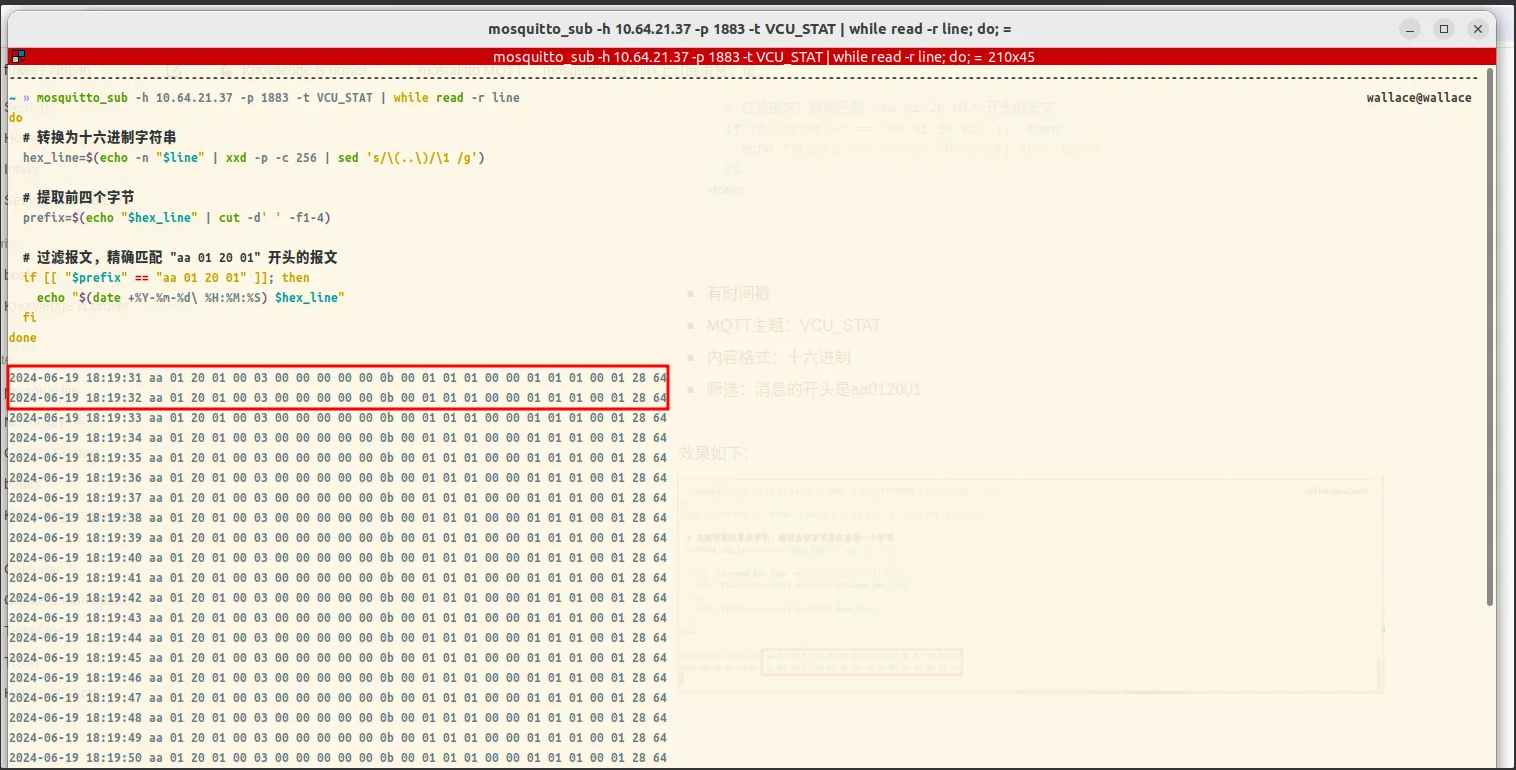 mosquitto_sub -h 10.64.21.37 -p 1883 -t VCU_STAT | while read -r line; do; =
mosquitto_sub -h 10.64.21.37 -p 1883 -t VCU_STAT | while read -r line; do; = 210x45
~ » mosquitto_sub -h 10.64.21.37 -p 1883 -t VCU_STAT | while read -r line wallace@wallace
do
# 转换为十六进制字符串
hex_line=$(echo -n "$line" | xxd -p -c 256 | sed 's/\(..\)/\1 /g')
# 提取前四个字节
prefix=$(echo "$hex_line" | cut -d' ' -f1-4)
# 过滤报文，精确匹配 "aa 01 20 01" 开头的报文
if [[ "$prefix" == "aa 01 20 01" ]]; then
echo "$(date +%Y-%m-%d\ %H:%M:%S) $hex_line"
fi
done
2024-06-19 18:19:31 aa 01 20 01 00 03 00 00 00 00 00 0b 00 01 01 01 00 00 01 01 01 00 01 28 64
2024-06-19 18:19:32 aa 01 20 01 00 03 00 00 00 00 00 0b 00 01 01 01 00 00 01 01 01 00 01 28 64
2024-06-19 18:19:33 aa 01 20 01 00 03 00 00 00 00 00 0b 00 01 01 01 00 00 01 01 01 00 01 28 64
2024-06-19 18:19:34 aa 01 20 01 00 03 00 00 00 00 00 0b 00 01 01 01 00 00 01 01 01 00 01 28 64
2024-06-19 18:19:35 aa 01 20 01 00 03 00 00 00 00 00 0b 00 01 01 01 00 00 01 01 01 00 01 28 64
2024-06-19 18:19:36 aa 01 20 01 00 03 00 00 00 00 00 0b 00 01 01 01 00 00 01 01 01 00 01 28 64
2024-06-19 18:19:37 aa 01 20 01 00 03 00 00 00 00 00 0b 00 01 01 01 00 00 01 01 01 00 01 28 64
2024-06-19 18:19:38 aa 01 20 01 00 03 00 00 00 00 00 0b 00 01 01 01 00 00 01 01 01 00 01 28 64
2024-06-19 18:19:39 aa 01 20 01 00 03 00 00 00 00 00 0b 00 01 01 01 00 00 01 01 01 00 01 28 64
2024-06-19 18:19:40 aa 01 20 01 00 03 00 00 00 00 00 0b 00 01 01 01 00 00 01 01 01 00 01 28 64
2024-06-19 18:19:41 aa 01 20 01 00 03 00 00 00 00 00 0b 00 01 01 01 00 00 01 01 01 00 01 28 64
2024-06-19 18:19:42 aa 01 20 01 00 03 00 00 00 00 00 0b 00 01 01 01 00 00 01 01 01 00 01 28 64
2024-06-19 18:19:43 aa 01 20 01 00 03 00 00 00 00 00 0b 00 01 01 01 00 00 01 01 01 00 01 28 64
2024-06-19 18:19:44 aa 01 20 01 00 03 00 00 00 00 00 0b 00 01 01 01 00 00 01 01 01 00 01 28 64
2024-06-19 18:19:45 aa 01 20 01 00 03 00 00 00 00 00 0b 00 01 01 01 00 00 01 01 01 00 01 28 64
2024-06-19 18:19:46 aa 01 20 01 00 03 00 00 00 00 00 0b 00 01 01 01 00 00 01 01 01 00 01 28 64
2024-06-19 18:19:47 aa 01 20 01 00 03 00 00 00 00 00 0b 00 01 01 01 00 00 01 01 01 00 01 28 64
2024-06-19 18:19:48 aa 01 20 01 00 03 00 00 00 00 00 0b 00 01 01 01 00 00 01 01 01 00 01 28 64
2024-06-19 18:19:49 aa 01 20 01 00 03 00 00 00 00 00 0b 00 01 01 01 00 00 01 01 01 00 01 28 64
2024-06-19 18:19:50 aa 01 20 01 00 03 00 00 00 00 00 0b 00 01 01 01 00 00 01 01 01 00 01 28 64
有时间戳
MQTT主题：VCU_STAT
内容格式：十六进制
筛选：消息的开头是aa012001
效果如下：